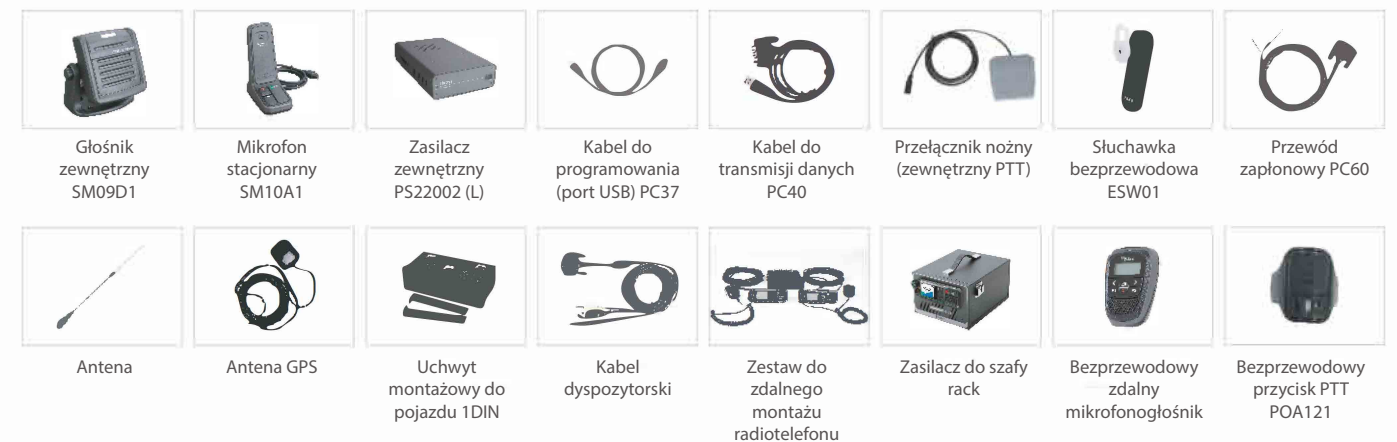 Głośnik
zewnętrzny
SM09D1
Mikrofon
stacjonarny
SM10A1
Zasilacz
zewnętrzny
PS22002 (L)
Kabel do
programowania
(port USB) PC37
Kabel do
transmisji danych
PC40
Przełącznik nożny
(zewnętrzny PTT)
Słuchawka
bezprzewodowa
ESW01
Przewód
zapłonowy PC60
Antena
Antena GPS
Uchwyt
montażowy do
pojazdu 1DIN
Kabel
dyspozytorski
Zestaw do
zdalnego
montażu
radiotelefonu
Zasilacz do szafy
rack
Bezprzewodowy
zdalny
mikrofonogłośnik
Bezprzewodowy
przycisk PTT
POA121